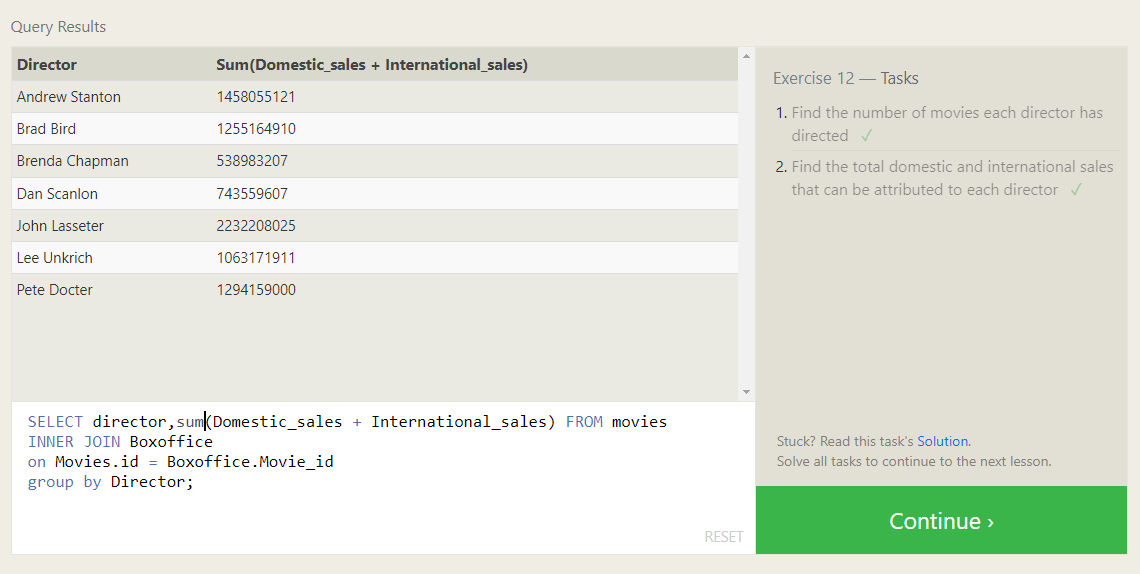 Query Results
Director Sum(Domestic_sales + International_sales)
Andrew Stanton 1458055121
Brad Bird 1255164910
Brenda Chapman 538983207
Dan Scanlon 743559607
John Lasseter 2232208025
Lee Unkrich 1063171911
Pete Docter 1294159000
SELECT director,sum(Domestic_sales + International_sales) FROM movies
INNER JOIN Boxoffice
on Movies.id = Boxoffice.Movie_id
group by Director;
RESET
Exercise 12 — Tasks
1. Find the number of movies each director has
directed ✓
2. Find the total domestic and international sales
that can be attributed to each director ✓
Stuck? Read this task's Solution.
Solve all tasks to continue to the next lesson.
Continue ›